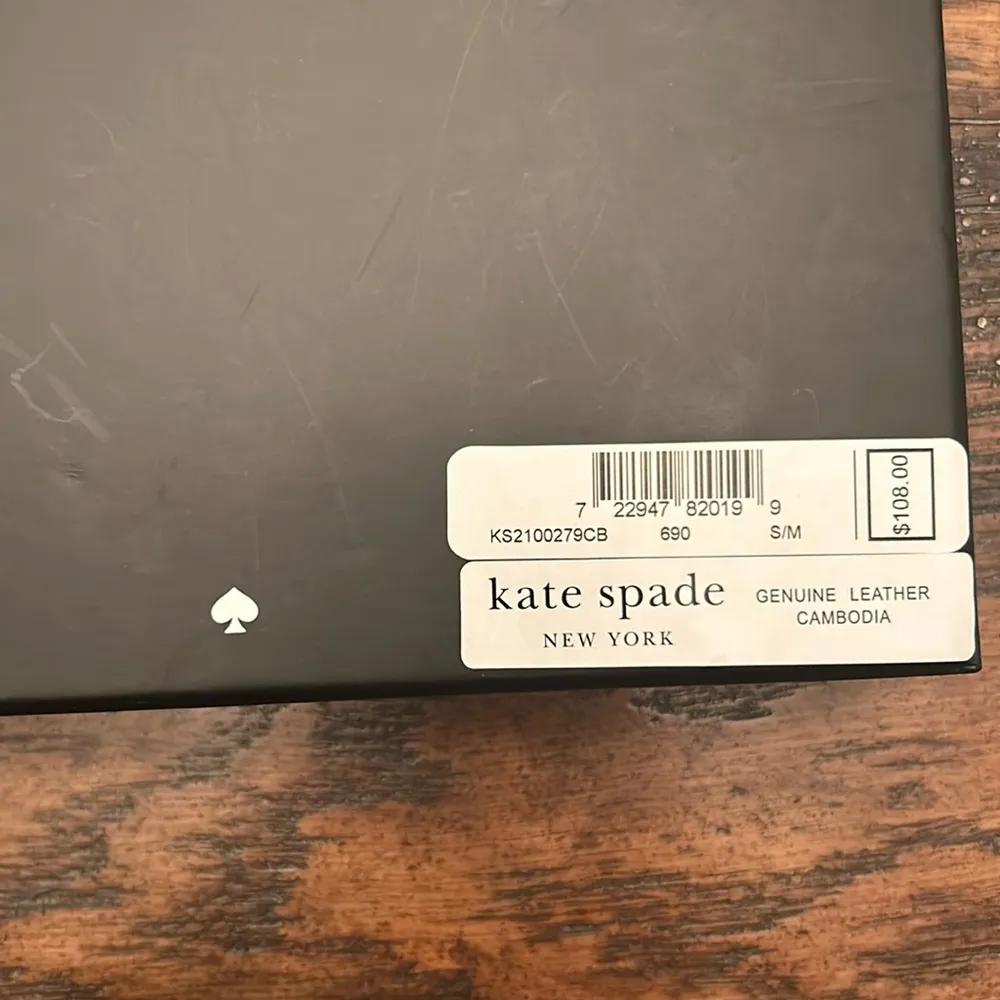 7 22947 82019 9
KS2100279CB 690 S/M
$108.00
kate spade
NEW YORK
GENUINE LEATHER
CAMBODIA